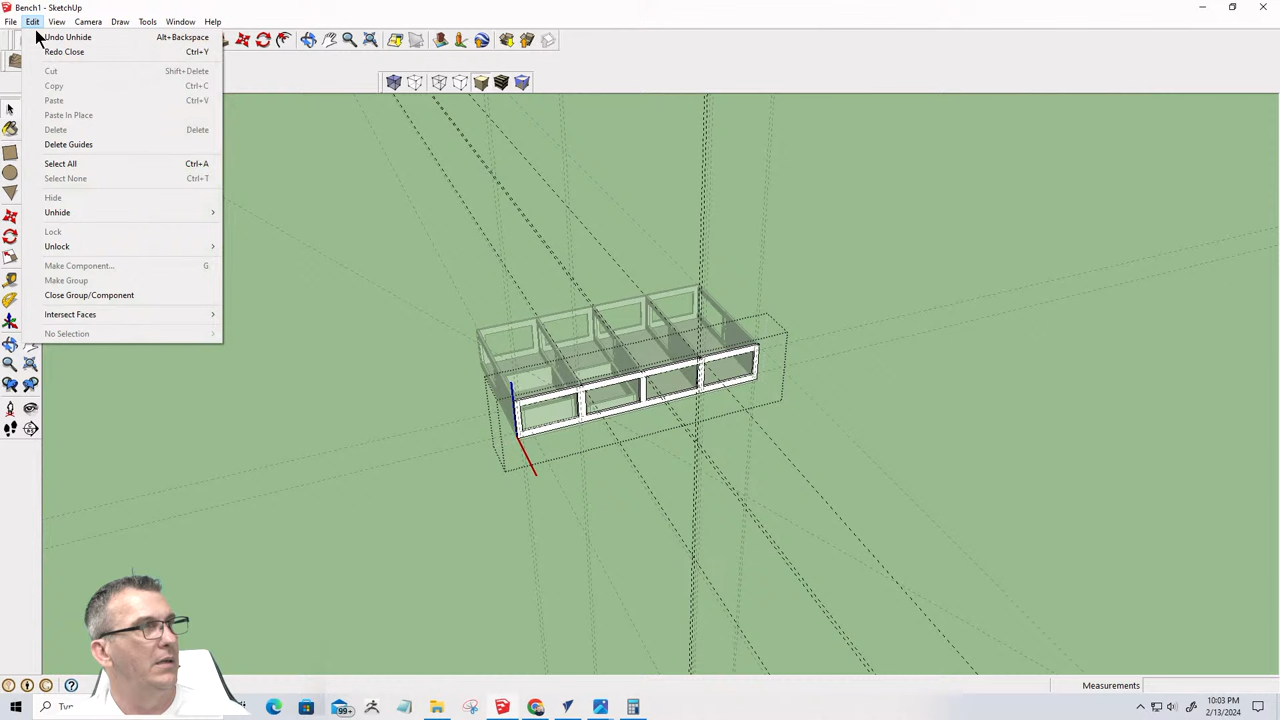 Bench1 - SketchUp
File Edit View Camera Draw Tools Window Help
Undo Unhide Alt+Backspace
Redo Close Ctrl+Y
Cut Shift+Delete
Copy Ctrl+C
Paste Ctrl+V
Paste In Place
Delete Delete
Delete Guides
Select All Ctrl+A
Select None Ctrl+T
Hide
Unhide
Lock
Unlock
Make Component... G
Make Group
Close Group/Component
Intersect Faces
No Selection
Measurements
99+
10:03 PM
2/13/2024